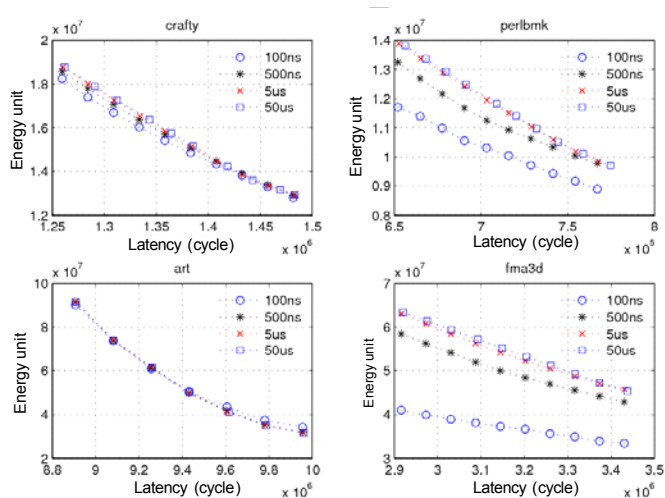 crafty
× 10^7
2
1.8
1.6
1.4
1.2
Energy unit
100ns
500ns
5us
50us
1.25 1.3 1.35 1.4 1.45 1.5
Latency (cycle)
x 10^6
perlbmk
x 10^7
1.4
1.3
1.2
1.1
1
0.9
0.8
Energy unit
100ns
500ns
5us
50us
6.5 7 7.5 8
Latency (cycle)
x 10^5
art
x 10^7
10
8
6
4
2
Energy unit
100ns
500ns
5us
50us
8.8 9 9.2 9.4 9.6 9.8 10
Latency (cycle)
x 10^6
fma3d
x 10^7
7
6
5
4
3
2
Energy unit
100ns
500ns
5us
50us
2.9 3 3.1 3.2 3.3 3.4 3.5
Latency (cycle)
x 10^6